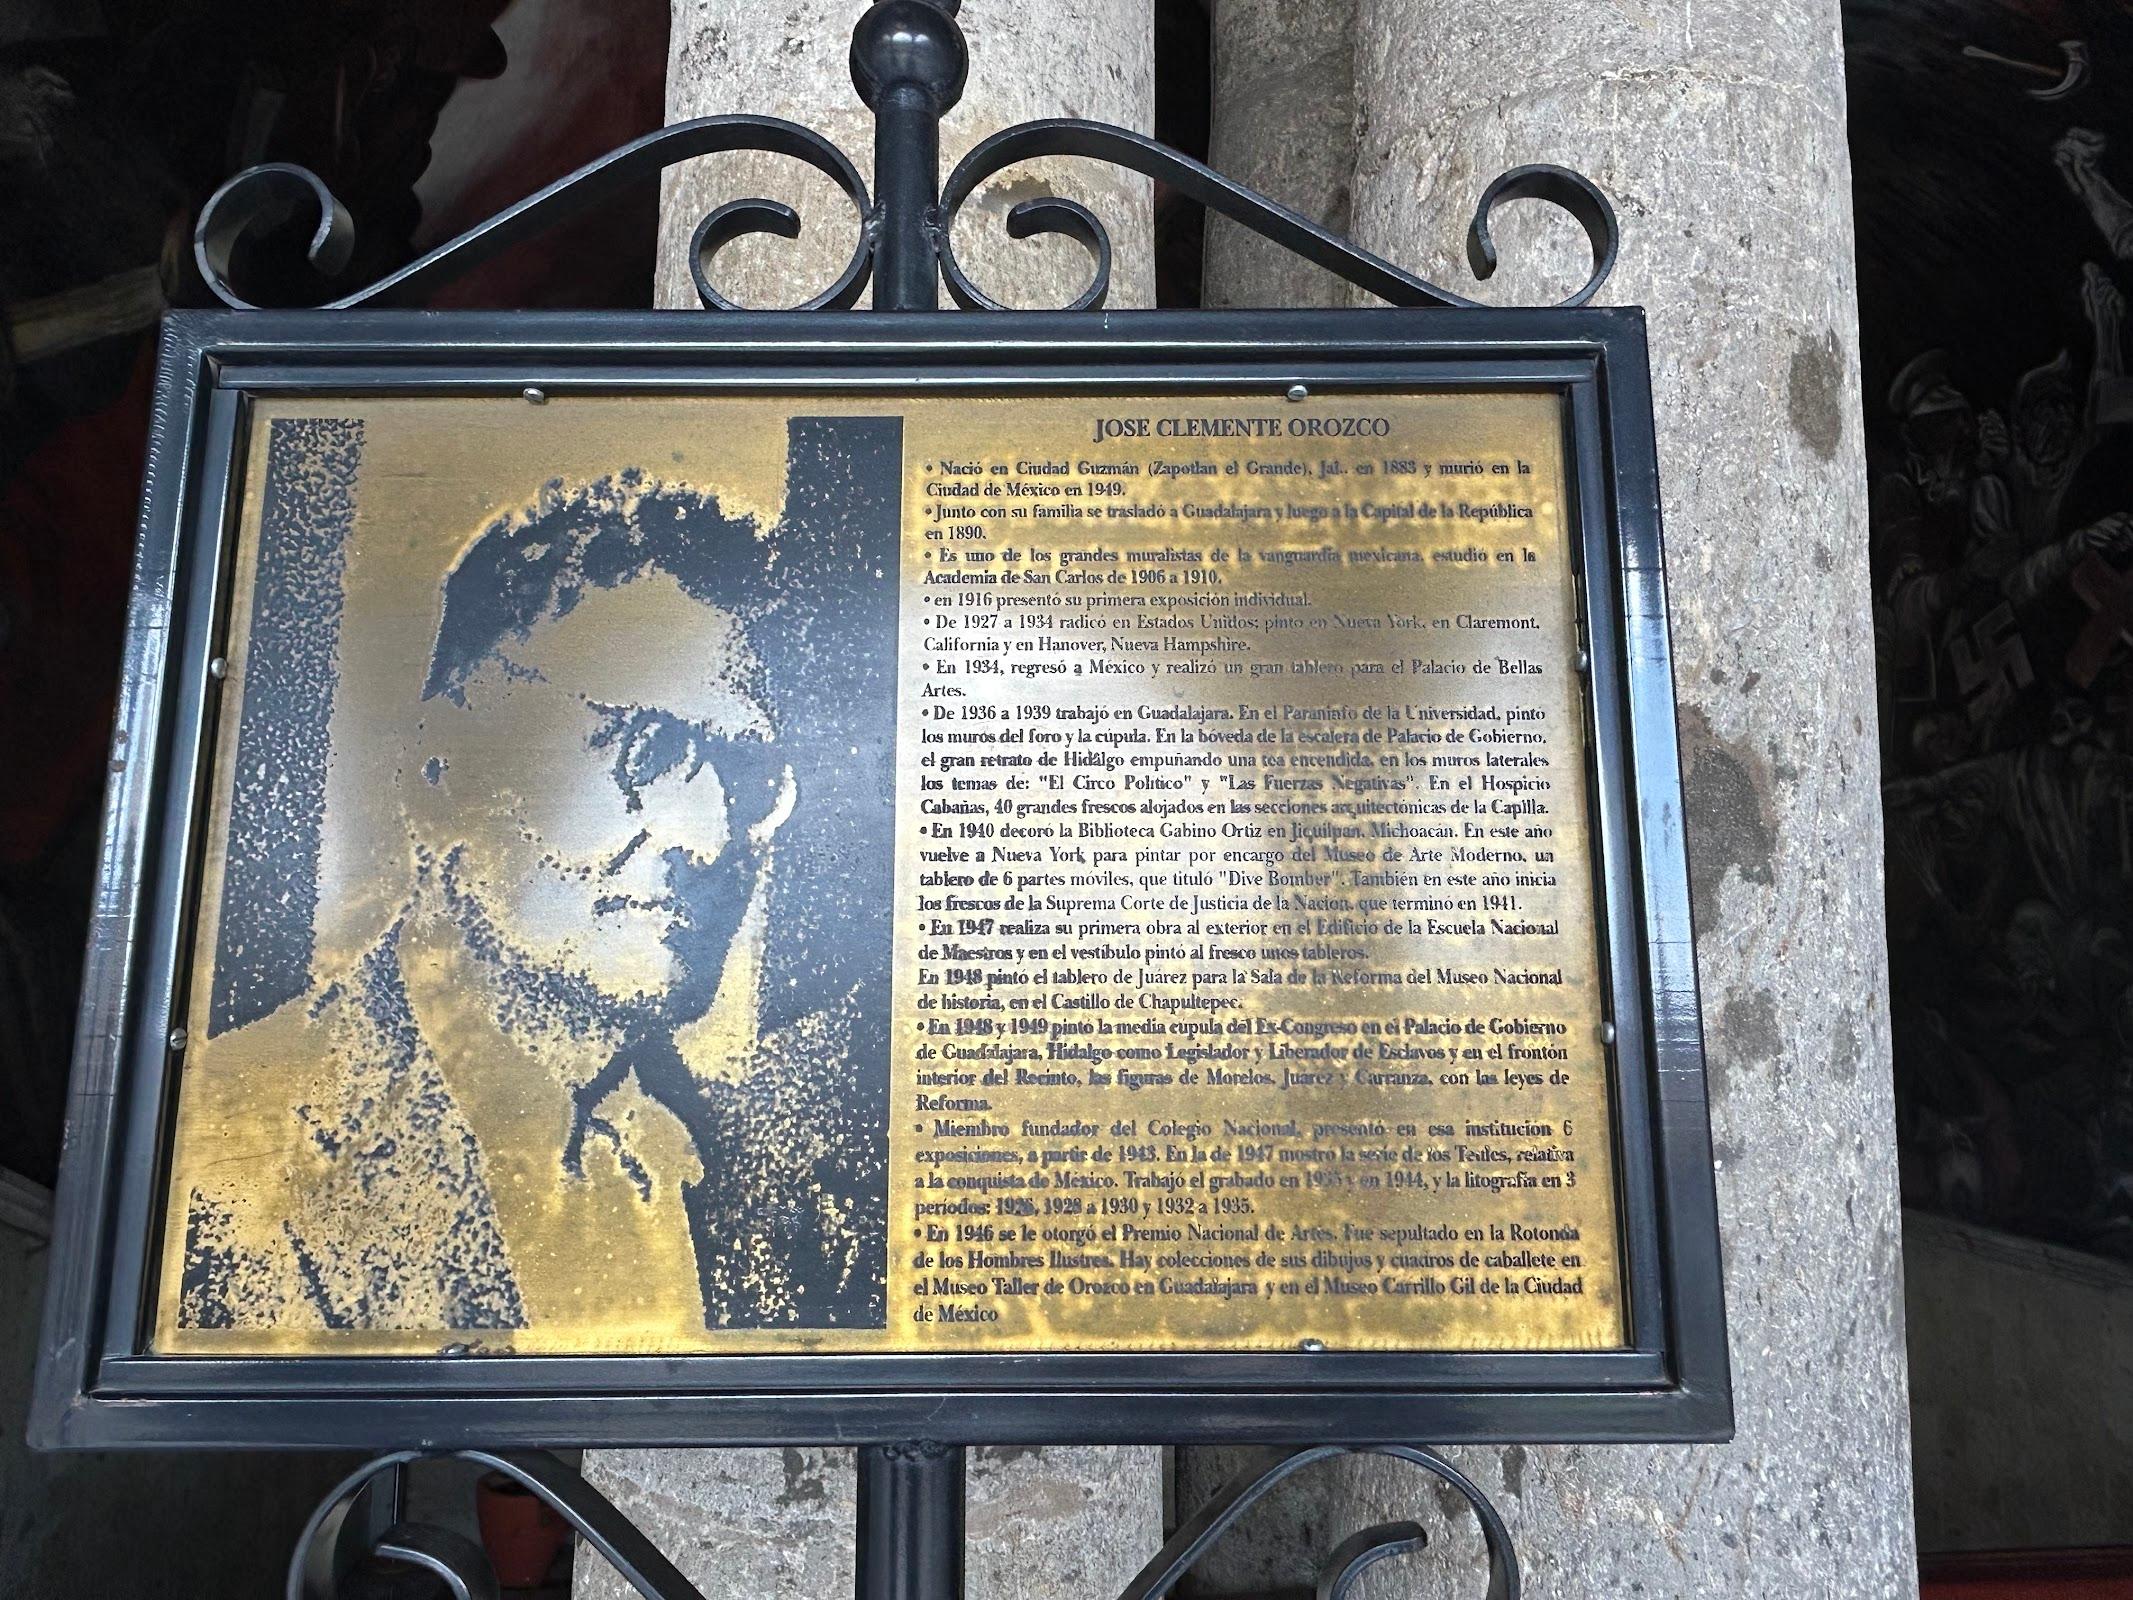 JOSE CLEMENTE OROZCO
• Nació en Ciudad Guzmán (Zapotlan el Grande), Jal.. en 1883 y murió en la
Ciudad de México en 1949.
• Junto con su familia se trasladó a Guadalajara y luego a la Capital de la República
en 1890.
• Es uno de los grandes muralistas de la vanguardia mexicana, estudió en la
Academia de San Carlos de 1906 a 1910.
• en 1916 presentó su primera exposición individual.
• De 1927 a 1934 radicó en Estados Unidos; pinto en Nueva York, en Claremont,
California y en Hanover, Nueva Hampshire.
• En 1934, regresó a México y realizó un gran tablero para el Palacio de Bellas
Artes.
• De 1936 a 1939 trabajó en Guadalajara. En el Paraninfo de la Universidad, pintó
los muros del foro y la cúpula. En la bóveda de la escalera de Palacio de Gobierno,
el gran retrato de Hidalgo empuñando una tea encendida, en los muros laterales
los temas de: "El Circo Político" y "Las Fuerzas Negativas". En el Hospicio
Cabañas, 40 grandes frescos alojados en las secciones arquitectónicas de la Capilla.
• En 1940 decoró la Biblioteca Gabino Ortiz en Jiquilpan, Michoacán. En este año
vuelve a Nueva York para pintar por encargo del Museo de Arte Moderno, un
tablero de 6 partes móviles, que tituló "Dive Bomber". También en este año inicia
los frescos de la Suprema Corte de Justicia de la Nación, que terminó en 1941.
• En 1947 realiza su primera obra al exterior en el Edificio de la Escuela Nacional
de Maestros y en el vestíbulo pintó al fresco unos tableros.
En 1948 pintó el tablero de Juárez para la Sala de la Reforma del Museo Nacional
de historia, en el Castillo de Chapultepec.
• En 1948 y 1949 pintó la media cupula del Ex-Congreso en el Palacio de Gobierno
de Guadalajara, Hidalgo como Legislador y Liberador de Esclavos y en el frontón
interior del Recinto, las figuras de Morelos, Juarez y Carranza, con las leyes de
Reforma.
• Miembro fundador del Colegio Nacional, presentó en esa institución 6
exposiciones, a partir de 1943. En la de 1947 mostró la serie de los Teules, relativa
a la conquista de México. Trabajó el grabado en 1935 y en 1944, y la litografía en 3
períodos: 1926, 1928 a 1930 y 1932 a 1935.
• En 1946 se le otorgó el Premio Nacional de Artes. Fue sepultado en la Rotonda
de los Hombres Ilustres. Hay colecciones de sus dibujos y cuadros de caballete en
el Museo Taller de Orozco en Guadalajara y en el Museo Carrillo Gil de la Ciudad
de México